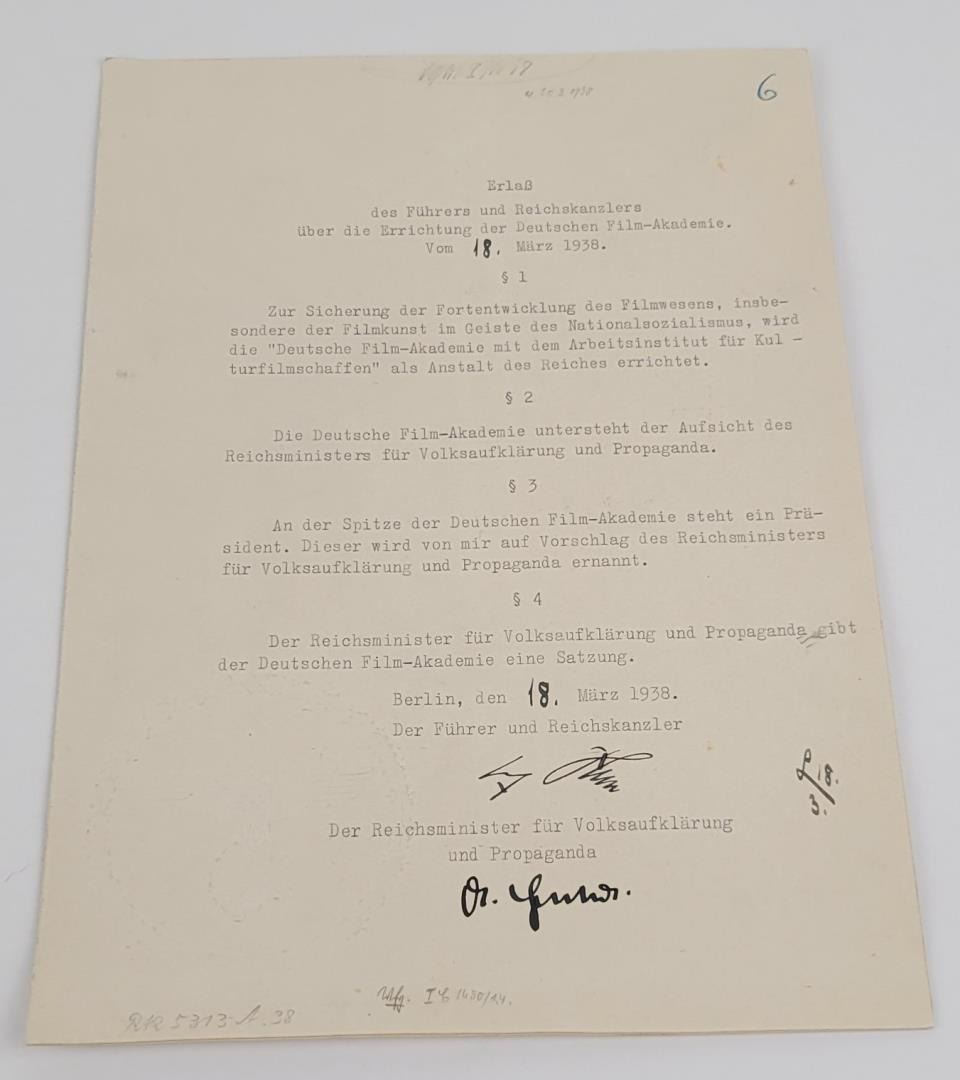 6
Erlaß
des Führers und Reichskanzlers
über die Errichtung der Deutschen Film-Akademie.
Vom 18. März 1938.
§ 1
Zur Sicherung der Fortentwicklung des Filmwesens, insbe-
sondere der Filmkunst im Geiste des Nationalsozialismus, wird
die "Deutsche Film-Akademie mit dem Arbeitsinstitut für Kul -
turfilmschaffen" als Anstalt des Reiches errichtet.
§ 2
Die Deutsche Film-Akademie untersteht der Aufsicht des
Reichsministers für Volksaufklärung und Propaganda.
§ 3
An der Spitze der Deutschen Film-Akademie steht ein Prä-
sident. Dieser wird von mir auf Vorschlag des Reichsministers
für Volksaufklärung und Propaganda ernannt.
§ 4
Der Reichsminister für Volksaufklärung und Propaganda gibt
der Deutschen Film-Akademie eine Satzung.
Berlin, den 18. März 1938.
Der Führer und Reichskanzler
Der Reichsminister für Volksaufklärung
und Propaganda
Dr.
RK 5313 A. 38